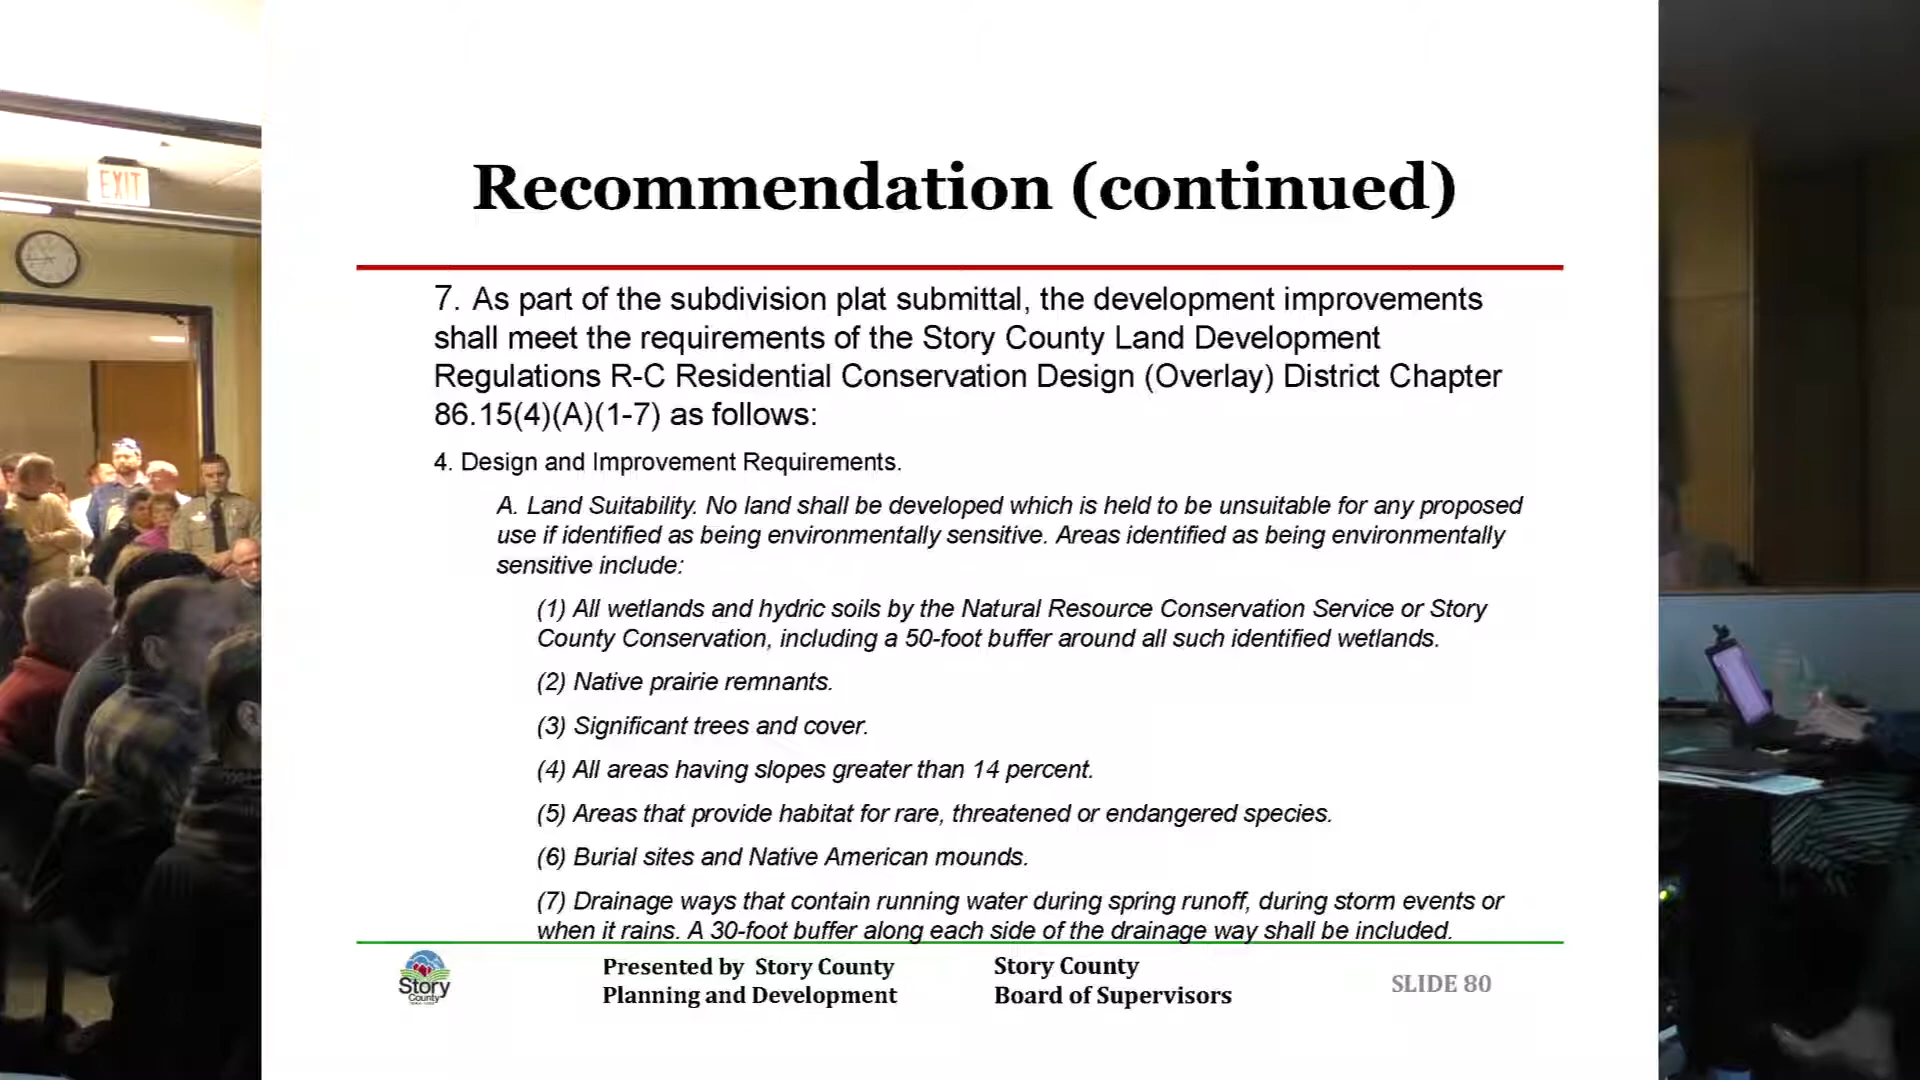 EXIT
Recommendation (continued)
7. As part of the subdivision plat submittal, the development improvements
shall meet the requirements of the Story County Land Development
Regulations R-C Residential Conservation Design (Overlay) District Chapter
86.15(4)(A)(1-7) as follows:
4. Design and Improvement Requirements.
A. Land Suitability. No land shall be developed which is held to be unsuitable for any proposed
use if identified as being environmentally sensitive. Areas identified as being environmentally
sensitive include:
(1) All wetlands and hydric soils by the Natural Resource Conservation Service or Story
County Conservation, including a 50-foot buffer around all such identified wetlands.
(2) Native prairie remnants.
(3) Significant trees and cover.
(4) All areas having slopes greater than 14 percent.
(5) Areas that provide habitat for rare, threatened or endangered species.
(6) Burial sites and Native American mounds.
(7) Drainage ways that contain running water during spring runoff, during storm events or
when it rains. A 30-foot buffer along each side of the drainage way shall be included.
Story
County
Presented by Story County
Planning and Development
Story County
Board of Supervisors
SLIDE 80